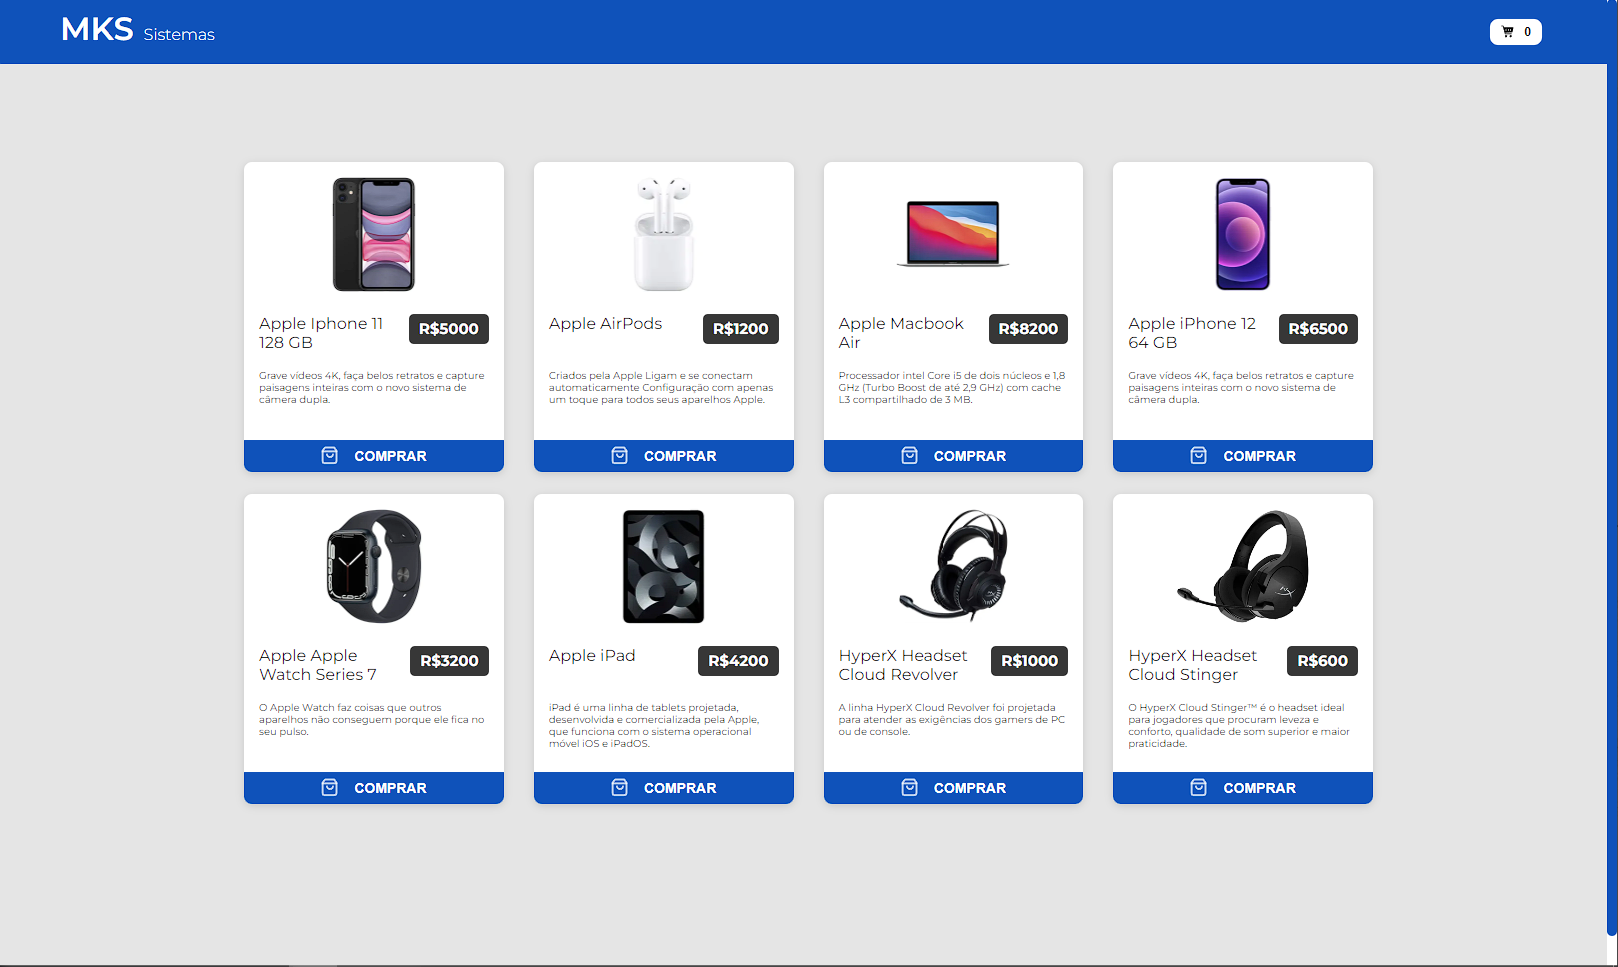 MKS Sistemas
0
Apple Iphone 11
128 GB
R$5000
Grave vídeos 4K, faça belos retratos e capture
paisagens inteiras com o novo sistema de
câmera dupla.
COMPRAR
Apple AirPods
R$1200
Criados pela Apple Ligam e se conectam
automaticamente Configuração com apenas
um toque para todos seus aparelhos Apple.
COMPRAR
Apple Macbook
Air
R$8200
Processador intel Core i5 de dois núcleos e 1,8
GHz (Turbo Boost de até 2,9 GHz) com cache
L3 compartilhado de 3 MB.
COMPRAR
Apple iPhone 12
64 GB
R$6500
Grave vídeos 4K, faça belos retratos e capture
paisagens inteiras com o novo sistema de
câmera dupla.
COMPRAR
Apple Apple
Watch Series 7
R$3200
O Apple Watch faz coisas que outros
aparelhos não conseguem porque ele fica no
seu pulso.
COMPRAR
Apple iPad
R$4200
iPad é uma linha de tablets projetada,
desenvolvida e comercializada pela Apple,
que funciona com o sistema operacional
móvel iOS e iPadOS.
COMPRAR
HyperX Headset
Cloud Revolver
R$1000
A linha HyperX Cloud Revolver foi projetada
para atender as exigências dos gamers de PC
ou de console.
COMPRAR
HyperX Headset
Cloud Stinger
R$600
O HyperX Cloud Stinger™ é o headset ideal
para jogadores que procuram leveza e
conforto, qualidade de som superior e maior
praticidade.
COMPRAR